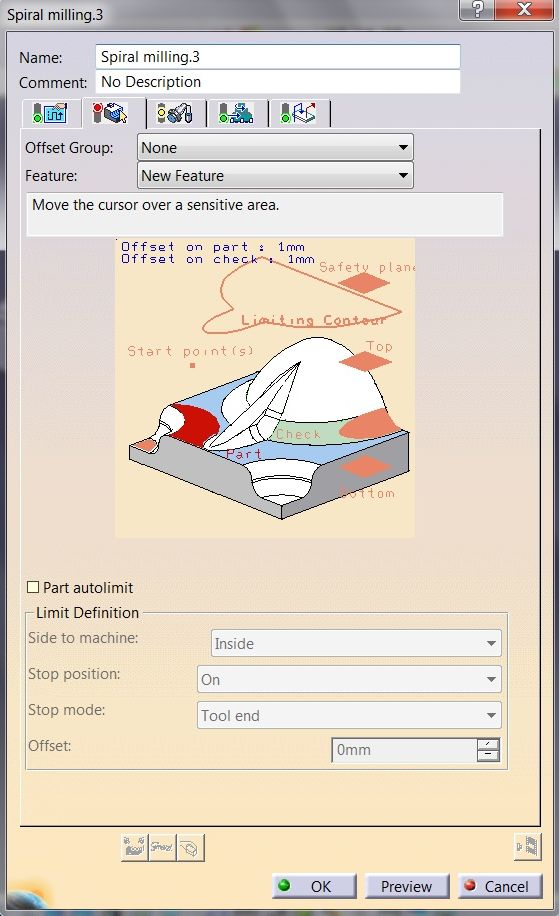 Spiral milling.3
Name: Spiral milling.3
Comment: No Description
Offset Group: None
Feature: New Feature
Move the cursor over a sensitive area.
Offset on part : 1mm
Offset on check : 1mm
Safety plane
Limiting Contour
Start point(s)
Top
Check
Part
Bottom
Part autolimit
Limit Definition
Side to machine: Inside
Stop position: On
Stop mode: Tool end
Offset: 0mm
OK Preview Cancel